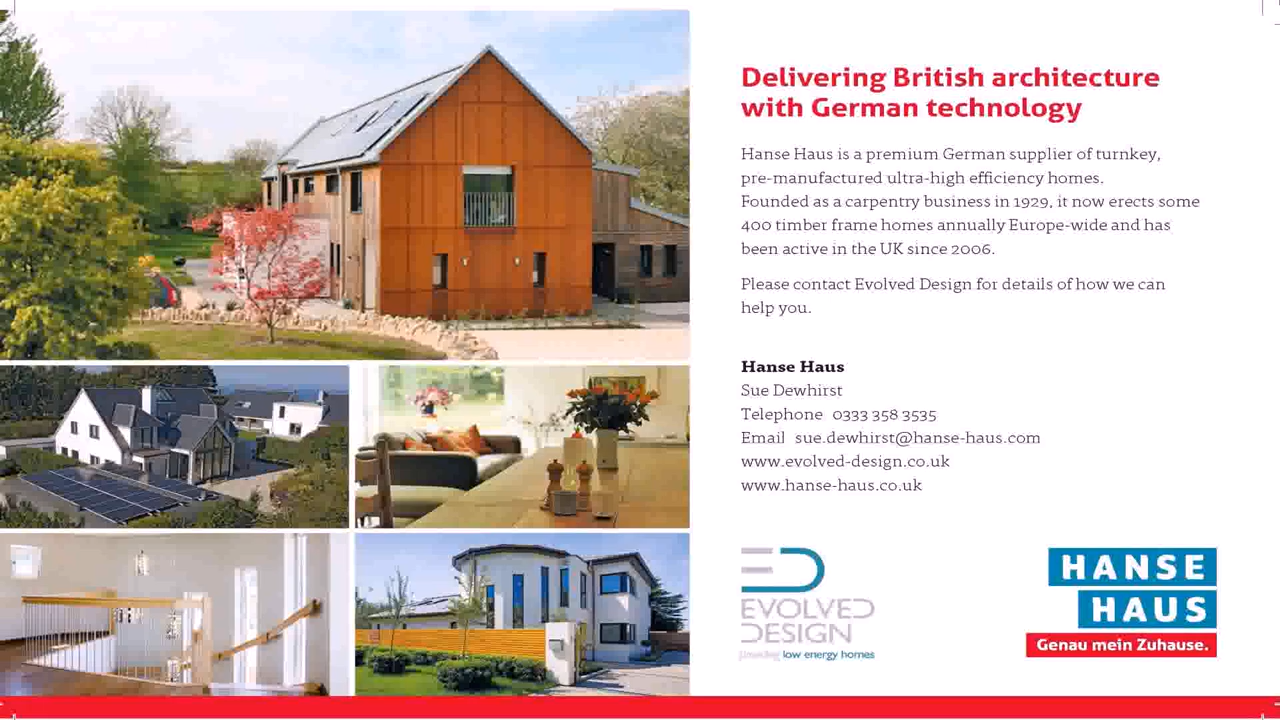 Delivering British architecture
with German technology
Hanse Haus is a premium German supplier of turnkey,
pre-manufactured ultra-high efficiency homes.
Founded as a carpentry business in 1929, it now erects some
400 timber frame homes annually Europe-wide and has
been active in the UK since 2006.
Please contact Evolved Design for details of how we can
help you.
Hanse Haus
Sue Dewhirst
Telephone 0333 358 3535
Email sue.dewhirst@hanse-haus.com
www.evolved-design.co.uk
www.hanse-haus.co.uk
EVOLVED
DESIGN
low energy homes
HANSE
HAUS
Genau mein Zuhause.